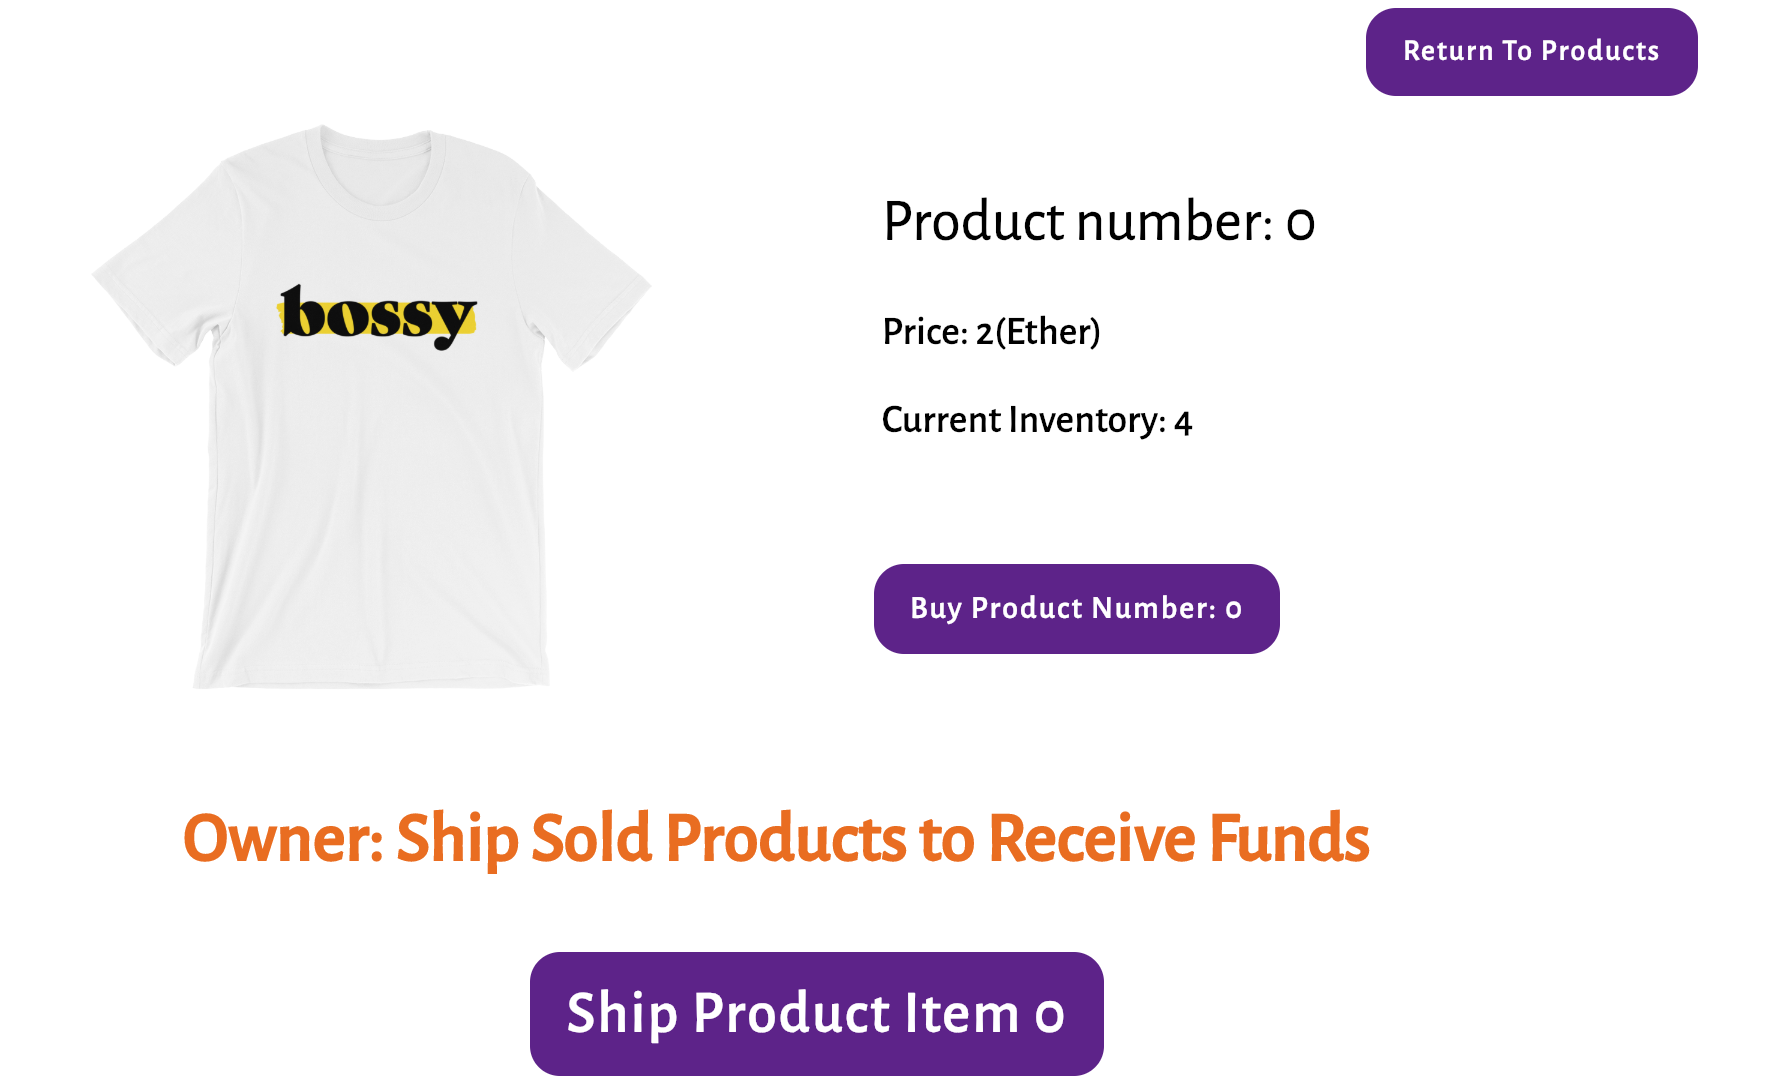 Return To Products
bossy
Product number: 0
Price: 2(Ether)
Current Inventory: 4
Buy Product Number: 0
Owner: Ship Sold Products to Receive Funds
Ship Product Item 0